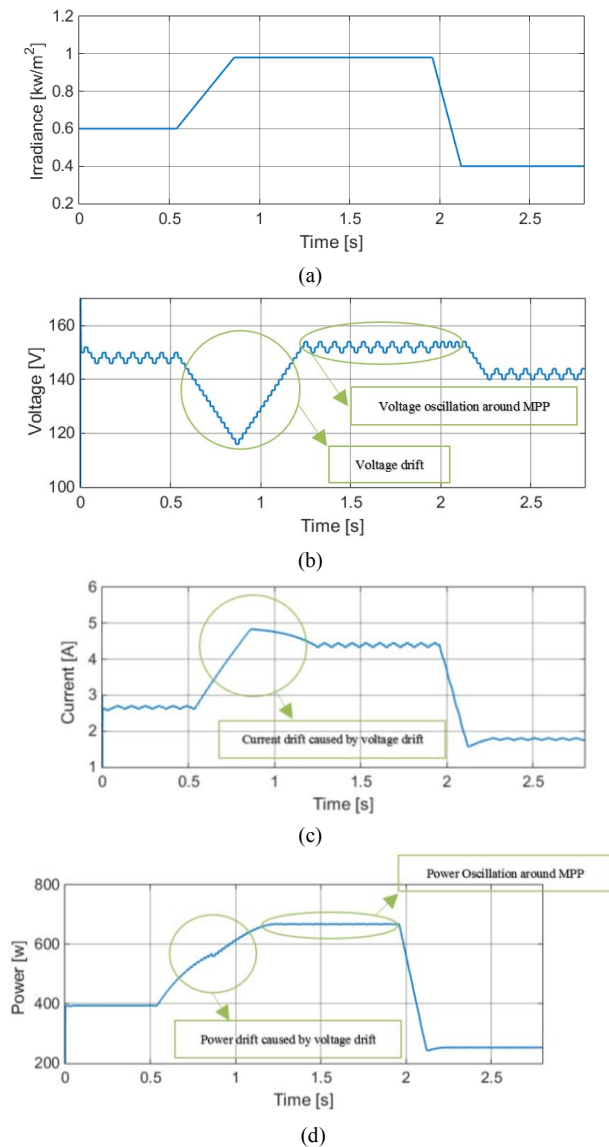 1.2
1
0.8
0.6
0.4
0.2
Irradiance [kw/m²]
0 0.5 1 1.5 2 2.5
Time [s]
(a)
160
140
120
100
Voltage [V]
Voltage oscillation around MPP
Voltage drift
0 0.5 1 1.5 2 2.5
Time [s]
(b)
6
5
4
3
2
1
Current [A]
Current drift caused by voltage drift
0 0.5 1 1.5 2 2.5
Time [s]
(c)
Power Oscillation around MPP
800
600
400
200
Power [w]
Power drift caused by voltage drift
0 0.5 1 1.5 2 2.5
Time [s]
(d)